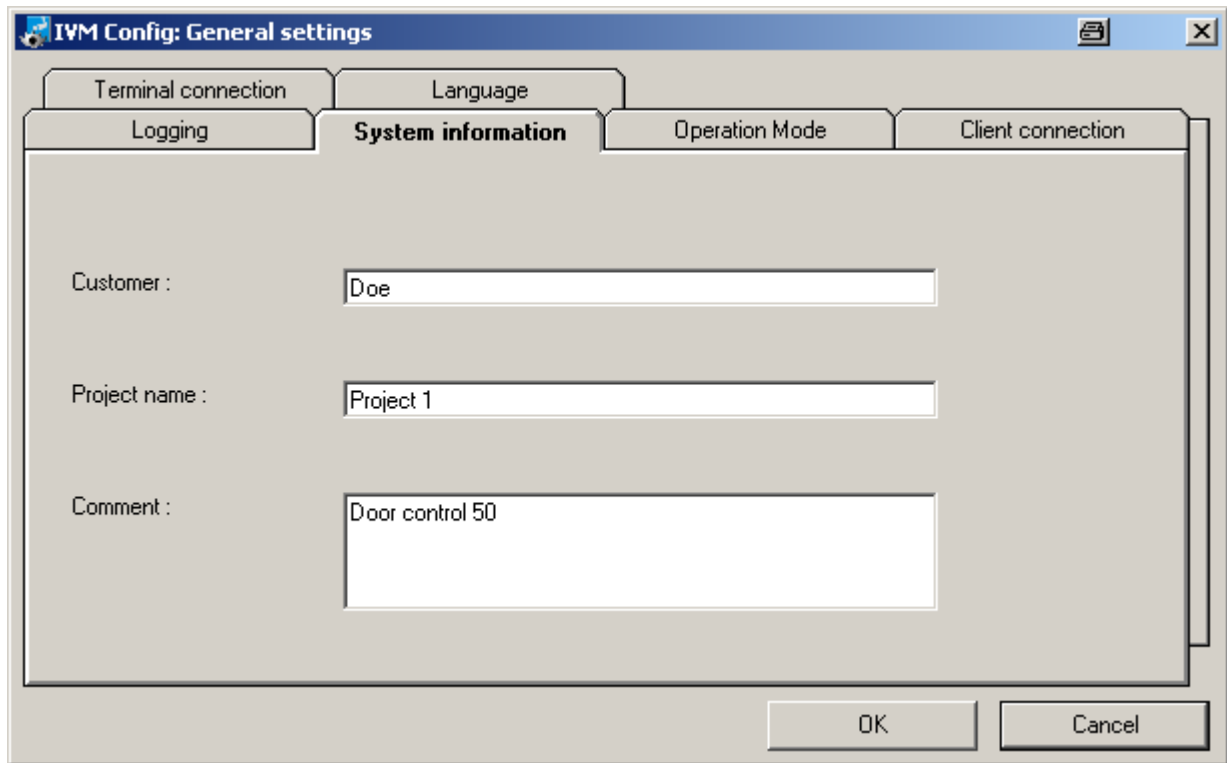 IVM Config: General settings
Terminal connection
Language
Logging
System information
Operation Mode
Client connection
Customer :
Doe
Project name :
Project 1
Comment :
Door control 50
OK
Cancel